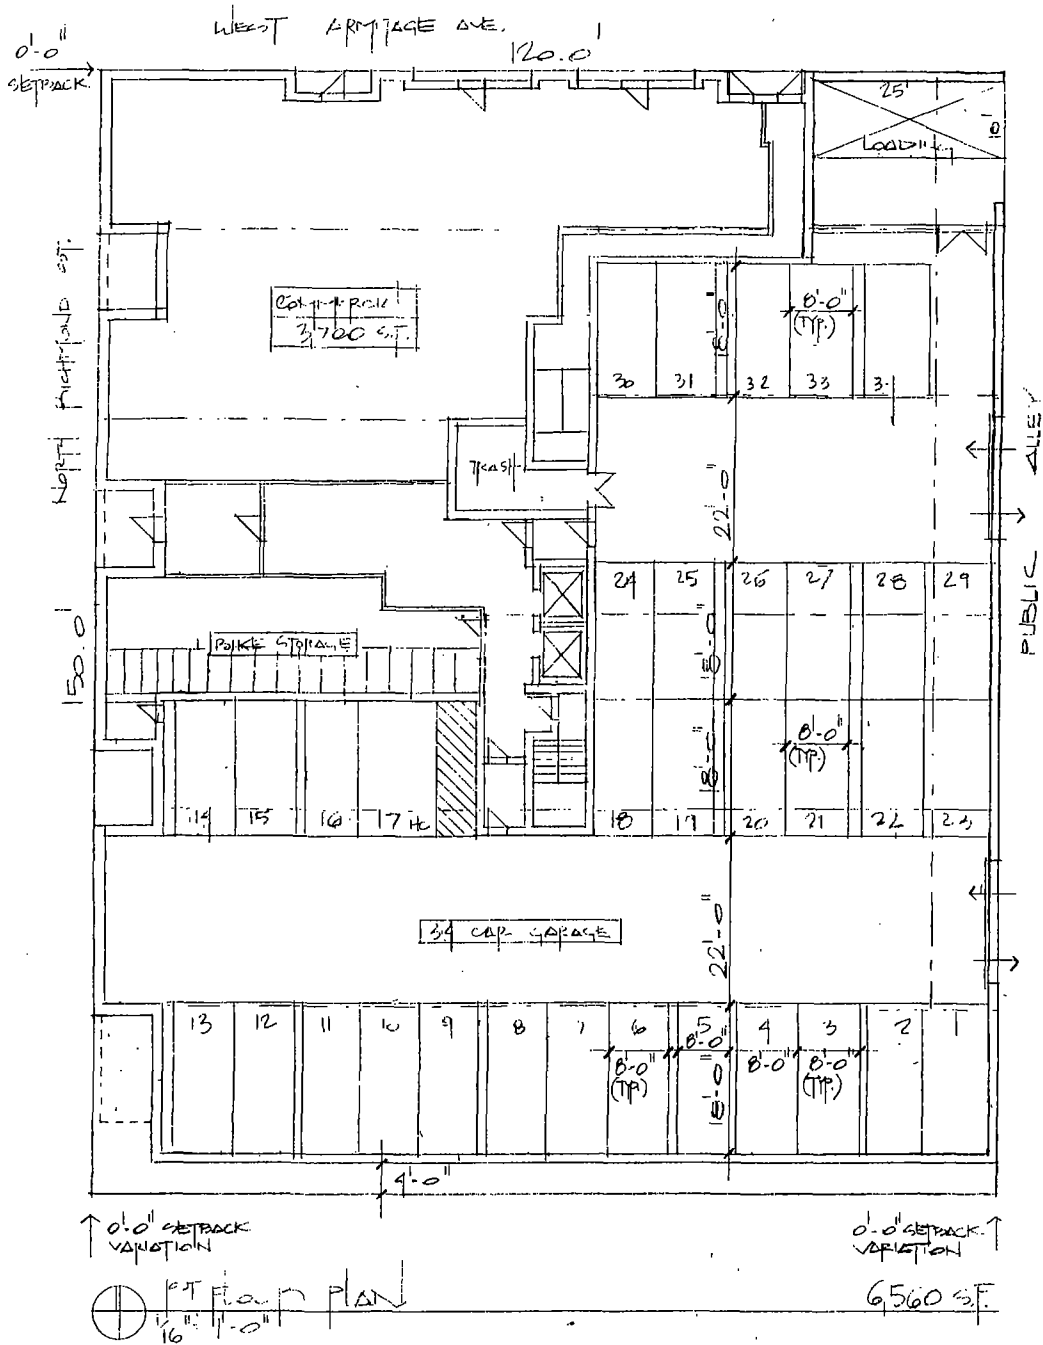 WEST ARMITAGE AVE.
120.0'
0'-0"
SETBACK.
25'
10'
LOADING
NORTH RICHMOND ST.
3,700 S.F.
8'-0"
(TYP.)
18'-0"
30 31 32 33
TRASH
22'-0"
ALLEY
PUBLIC
24 25 26 27 28 29
150.0'
BIKE STORAGE
18'-0"
18'-0"
8'-0"
(TYP.)
14 15 16 17 HC
18 19 20 21 22 23
34 CAR GARAGE
22'-0"
13 12 11 10 9 8 7 6 5 4 3 2 1
8'-0"
8'-0"
(TYP.)
8'-0"
8'-0"
(TYP.)
18'-0"
4'-0"
0'-0" SETBACK
VARIATION
0'-0" SETBACK
VARIATION
1ST FLOOR PLAN
1/16" 1'-0"
6,560 S.F.